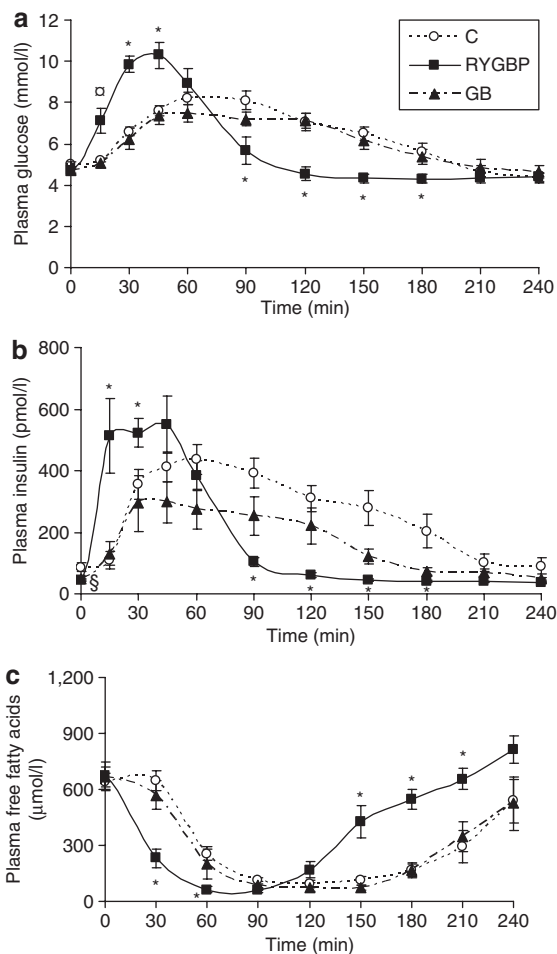 a
Plasma glucose (mmol/l)
12
10
8
6
4
2
0
¤
*
*
*
*
*
*
C
RYGBP
GB
0 30 60 90 120 150 180 210 240
Time (min)
b
Plasma insulin (pmol/l)
800
600
400
200
0
*
*
§
*
*
*
*
0 30 60 90 120 150 180 210 240
Time (min)
c
Plasma free fatty acids
(µmol/l)
1,200
900
600
300
0
*
*
*
*
*
0 30 60 90 120 150 180 210 240
Time (min)